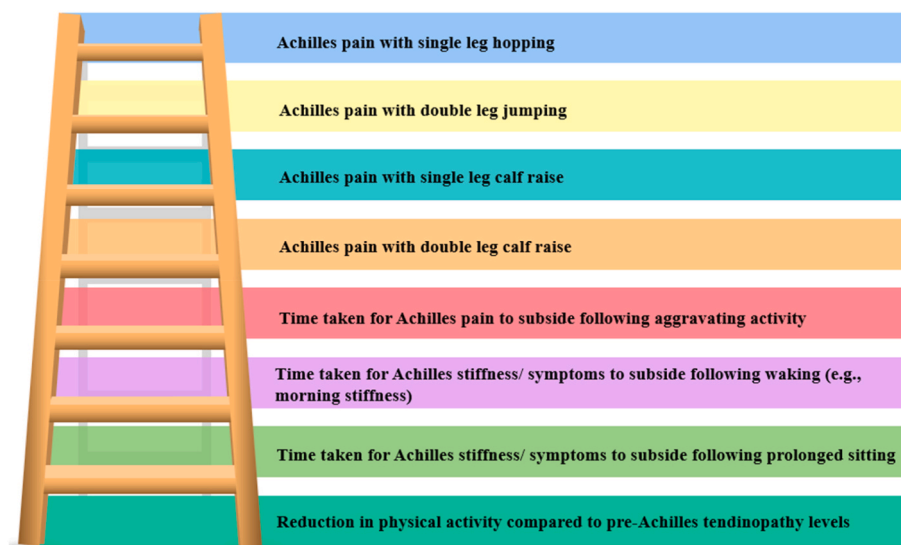 Achilles pain with single leg hopping
Achilles pain with double leg jumping
Achilles pain with single leg calf raise
Achilles pain with double leg calf raise
Time taken for Achilles pain to subside following aggravating activity
Time taken for Achilles stiffness/ symptoms to subside following waking (e.g.,
morning stiffness)
Time taken for Achilles stiffness/ symptoms to subside following prolonged sitting
Reduction in physical activity compared to pre-Achilles tendinopathy levels